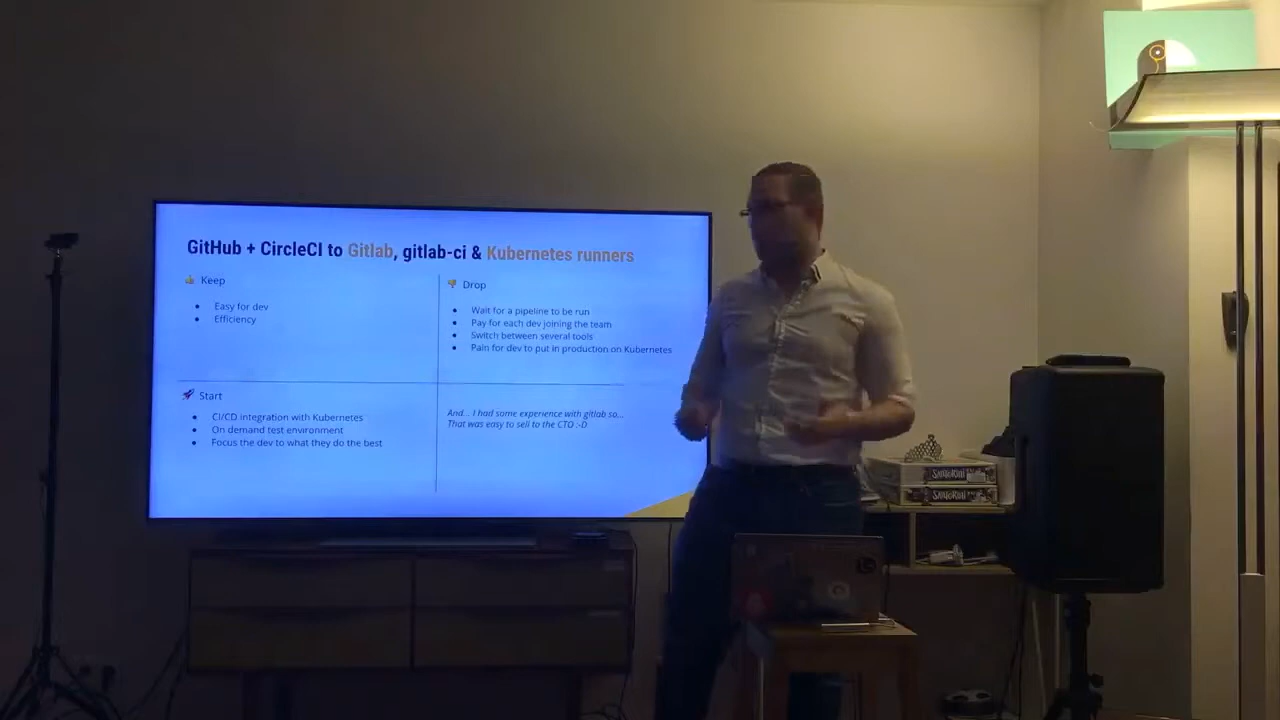 GitHub + CircleCI to Gitlab, gitlab-ci & Kubernetes runners
👍 Keep
• Easy for dev
• Efficiency
👎 Drop
• Wait for a pipeline to be run
• Pay for each dev joining the team
• Switch between several tools
• Pain for dev to put in production on Kubernetes
🚀 Start
• CI/CD integration with Kubernetes
• On demand test environment
• Focus the dev to what they do the best
And... I had some experience with gitlab so...
That was easy to sell to the CTO :-D
SANTORINI
SANTORINI